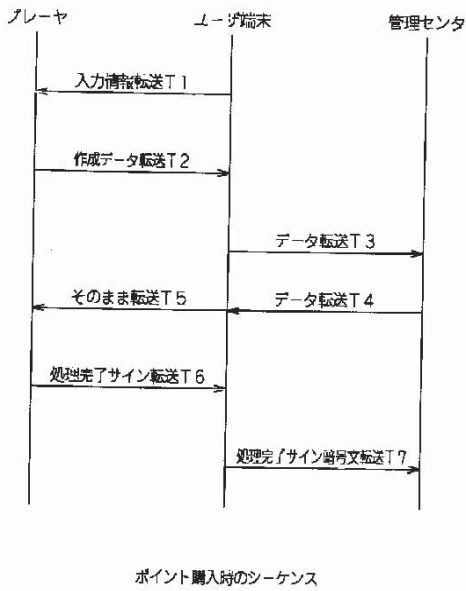 プレーヤ ユーザ端末 管理センタ
入力情報転送T1
作成データ転送T2
データ転送T3
そのまま転送T5 データ転送T4
処理完了サイン転送T6
処理完了サイン暗号文転送T7
ポイント購入時のシーケンス